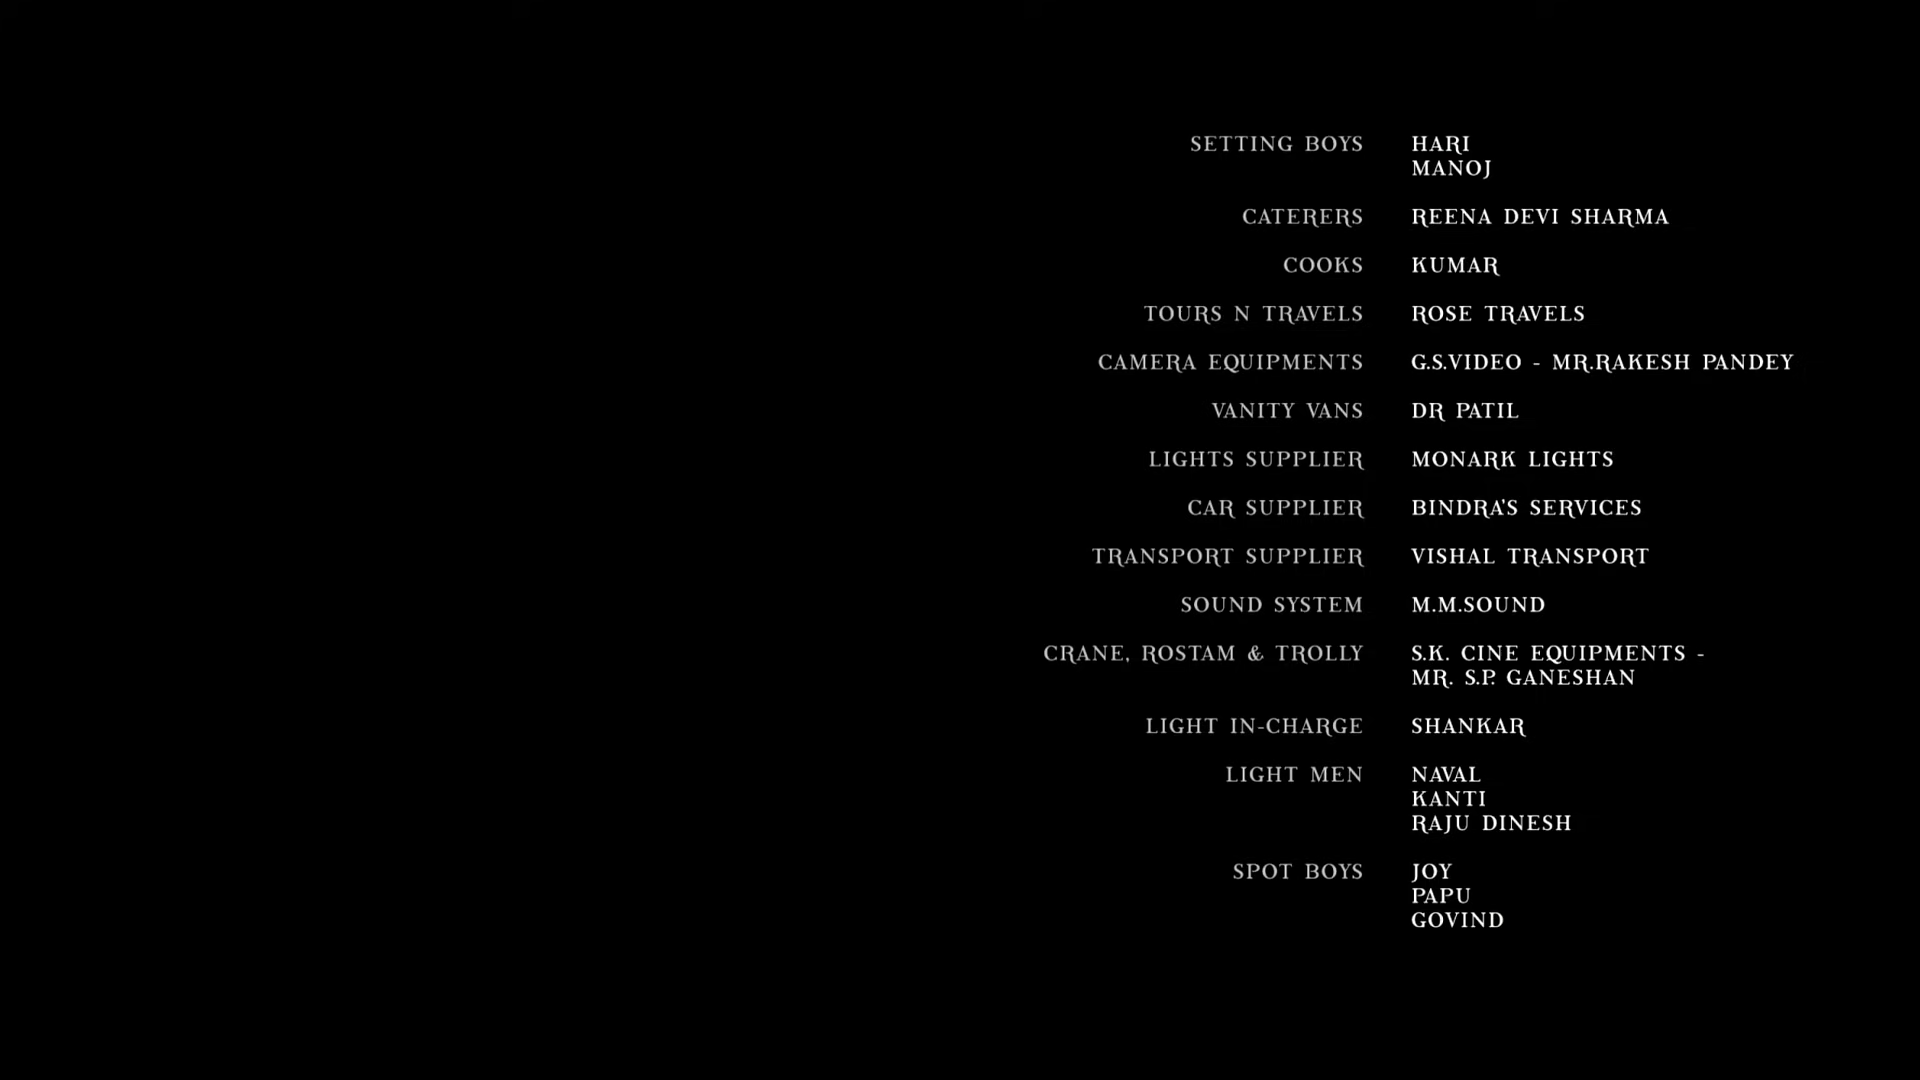 SETTING BOYS HARI
MANOJ
CATERERS REENA DEVI SHARMA
COOKS KUMAR
TOURS N TRAVELS ROSE TRAVELS
CAMERA EQUIPMENTS G.S.VIDEO - MR.RAKESH PANDEY
VANITY VANS DR PATIL
LIGHTS SUPPLIER MONARK LIGHTS
CAR SUPPLIER BINDRA'S SERVICES
TRANSPORT SUPPLIER VISHAL TRANSPORT
SOUND SYSTEM M.M.SOUND
CRANE, ROSTAM & TROLLY S.K. CINE EQUIPMENTS -
MR. S.P. GANESHAN
LIGHT IN-CHARGE SHANKAR
LIGHT MEN NAVAL
KANTI
RAJU DINESH
SPOT BOYS JOY
PAPU
GOVIND